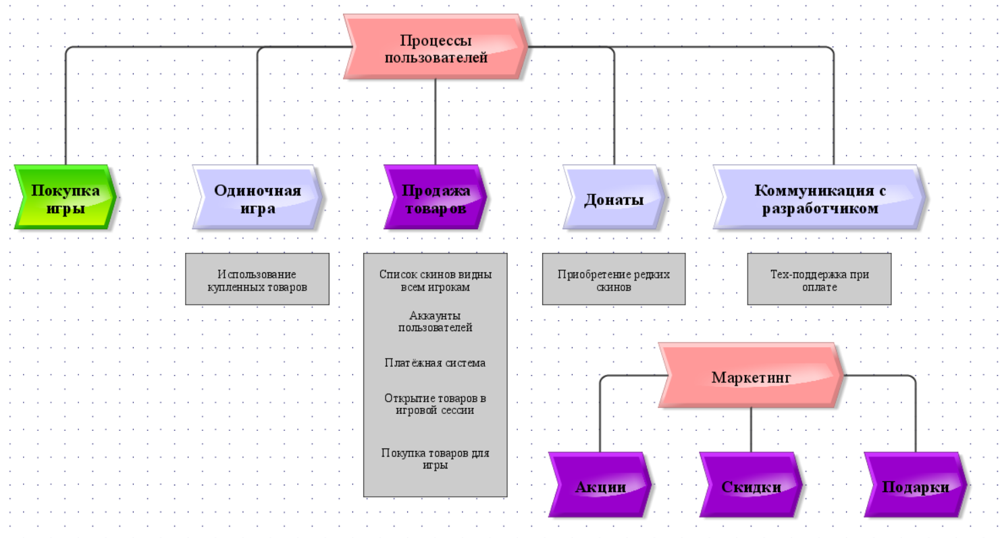 Процессы
пользователей
Покупка
игры
Одиночная
игра
Продажа
товаров
Донаты
Коммуникация с
разработчиком
Использование
купленных товаров
Список скинов видны
всем игрокам
Аккаунты
пользователей
Платёжная система
Открытие товаров в
игровой сессии
Покупка товаров для
игры
Приобретение редких
скинов
Тех-поддержка при
оплате
Маркетинг
Акции
Скидки
Подарки